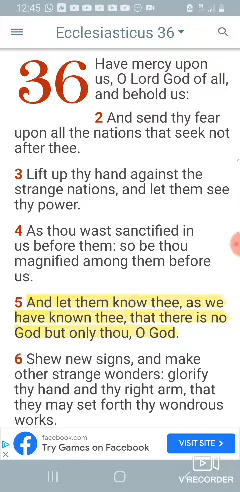 12:45
Ecclesiasticus 36
36 Have mercy upon
us, O Lord God of all,
and behold us:
2 And send thy fear
upon all the nations that seek not
after thee.
3 Lift up thy hand against the
strange nations, and let them see
thy power.
4 As thou wast sanctified in
us before them: so be thou
magnified among them before
us.
5 And let them know thee, as we
have known thee, that there is no
God but only thou, O God.
6 Shew new signs, and make
other strange wonders: glorify
thy hand and thy right arm, that
they may set forth thy wondrous
works.
facebook.com
Try Games on Facebook
VISIT SITE >
VRECORDER